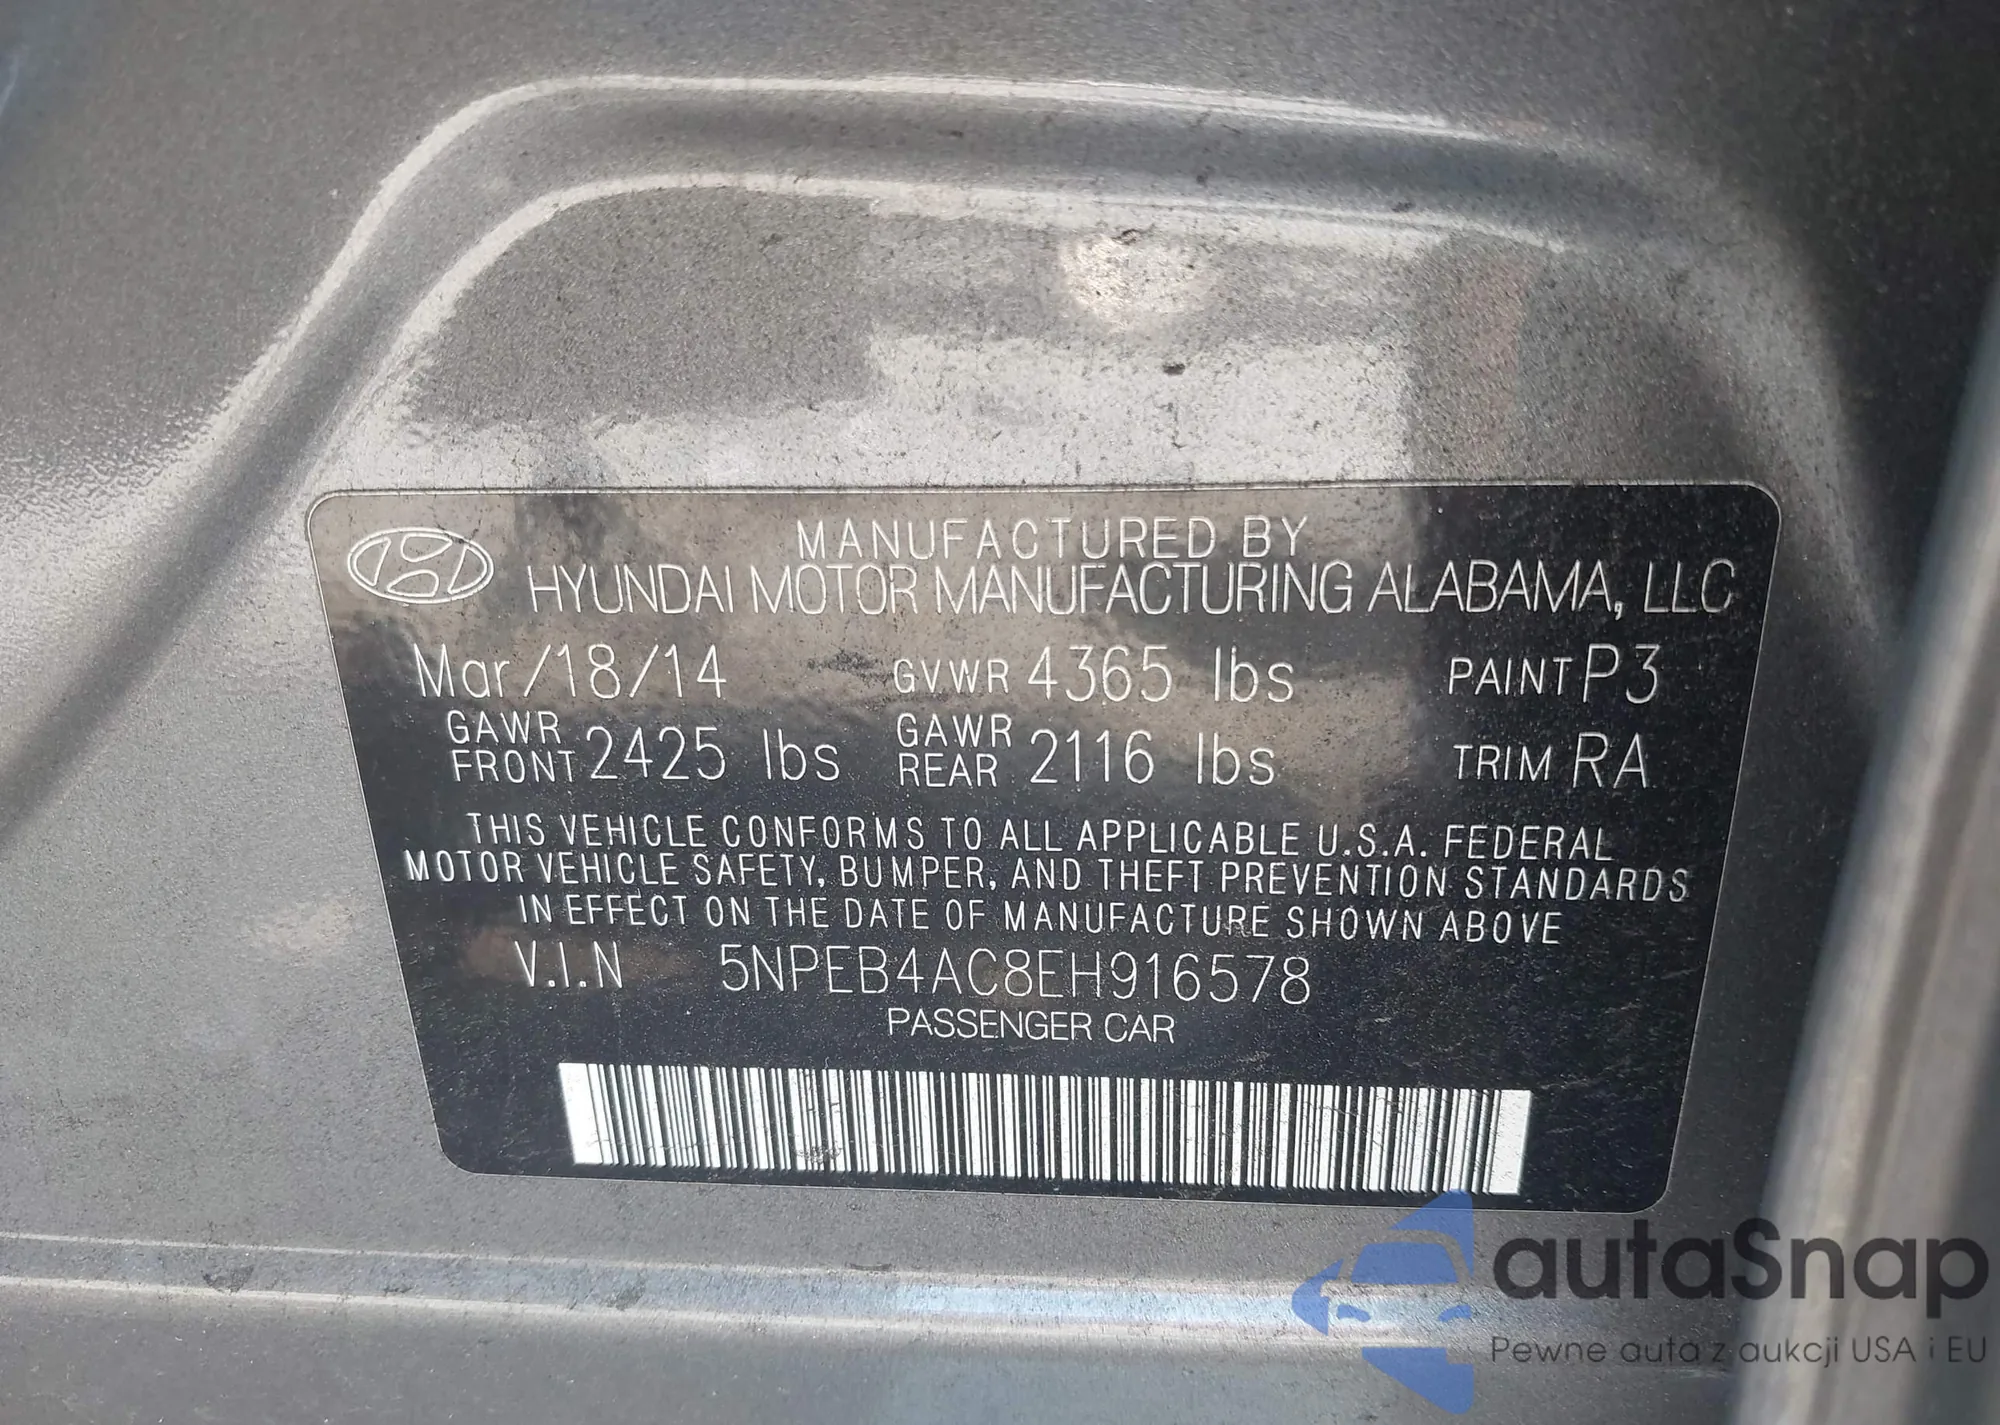 MANUFACTURED BY
HYUNDAI MOTOR MANUFACTURING ALABAMA, LLC
Mar/18/14 GVWR 4365 lbs PAINT P3
GAWR FRONT 2425 lbs GAWR REAR 2116 lbs TRIM RA
THIS VEHICLE CONFORMS TO ALL APPLICABLE U.S.A. FEDERAL
MOTOR VEHICLE SAFETY, BUMPER, AND THEFT PREVENTION STANDARDS
IN EFFECT ON THE DATE OF MANUFACTURE SHOWN ABOVE
V.I.N 5NPEB4AC8EH916578
PASSENGER CAR
autaSnap
Pewne auta z aukcji USA i EU